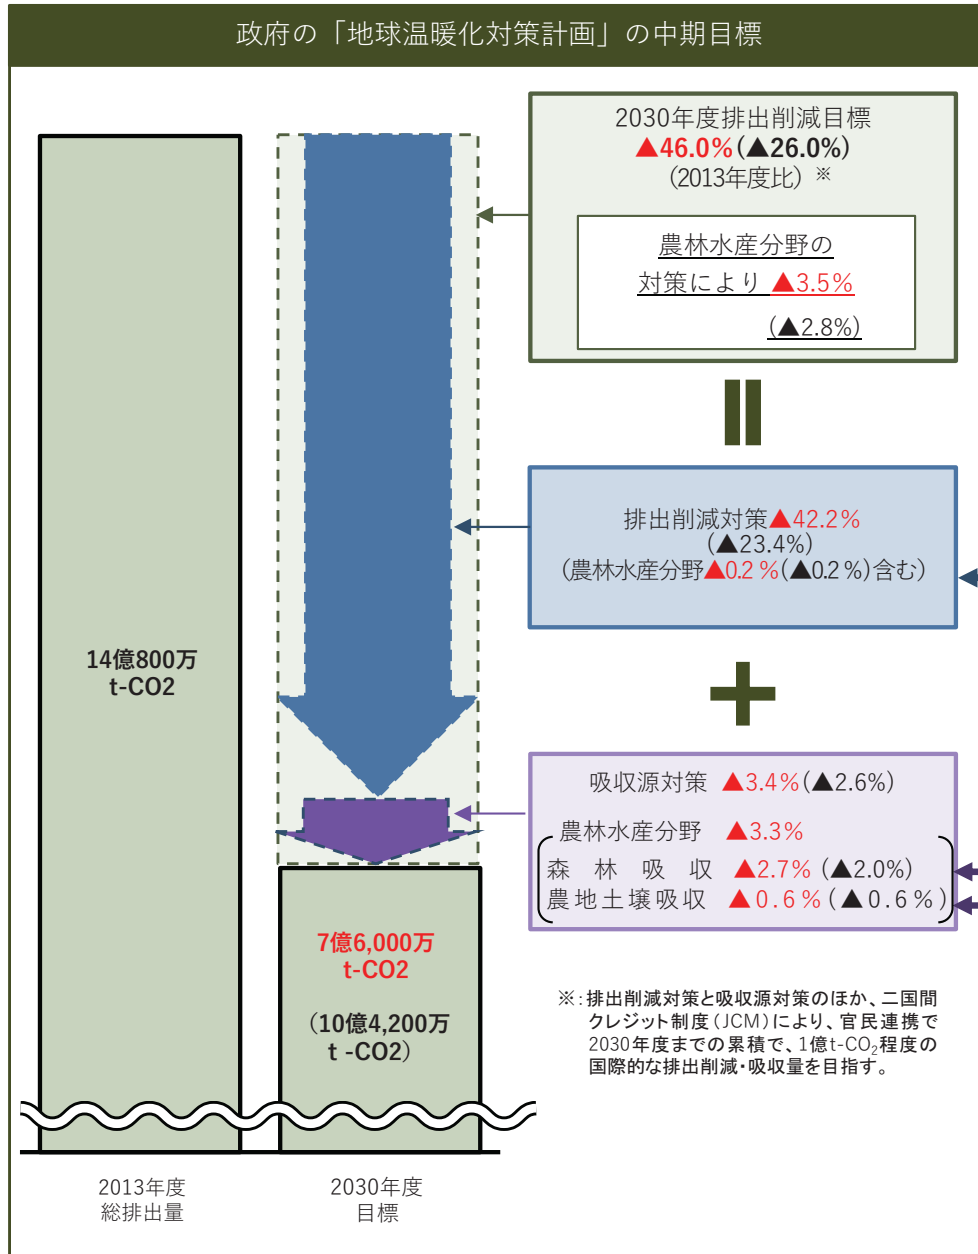 政府の「地球温暖化対策計画」の中期目標
2030年度排出削減目標
▲46.0%(▲26.0%)
(2013年度比) ※
農林水産分野の
対策により ▲3.5%
(▲2.8%)
排出削減対策▲42.2%
(▲23.4%)
(農林水産分野▲0.2%(▲0.2%)含む)
14億800万
t-CO2
吸収源対策 ▲3.4%(▲2.6%)
農林水産分野 ▲3.3%
森林吸収 ▲2.7% (▲2.0%)
農地土壌吸収 ▲0.6%(▲0.6%)
7億6,000万
t-CO2
(10億4,200万
t -CO2)
※:排出削減対策と吸収源対策のほか、二国間
クレジット制度(JCM)により、官民連携で
2030年度までの累積で、1億t-CO₂程度の
国際的な排出削減・吸収量を目指す。
2013年度
総排出量
2030年度
目標